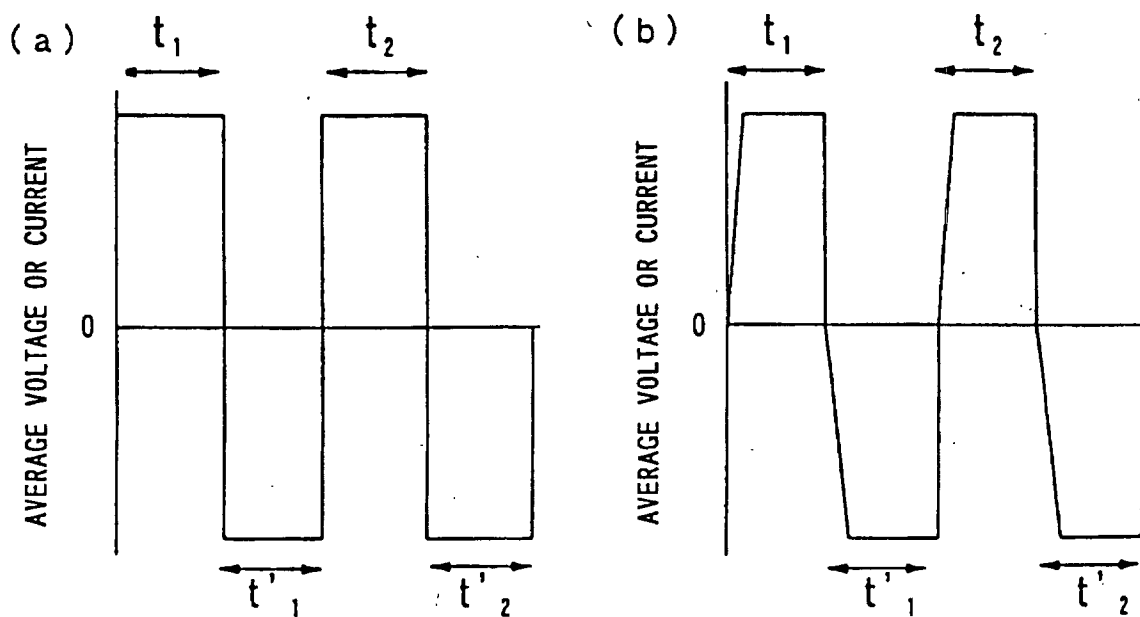 (a)
t1
t2
AVERAGE VOLTAGE OR CURRENT
0
t'1
t'2
(b)
t1
t2
AVERAGE VOLTAGE OR CURRENT
0
t'1
t'2